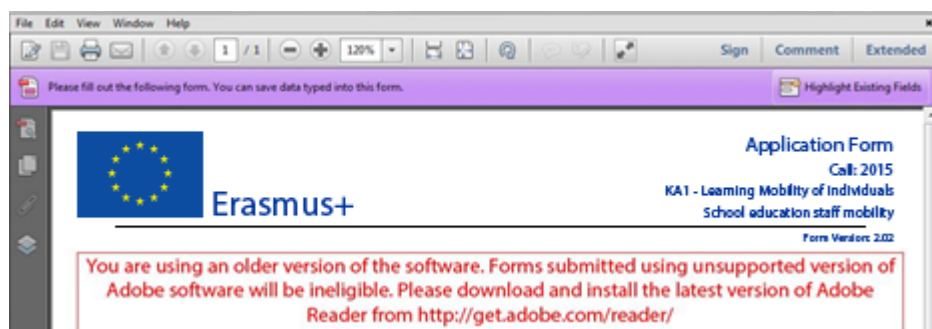 File Edit View Window Help
1 / 1 120% Sign Comment Extended
Please fill out the following form. You can save data typed into this form. Highlight Existing Fields
Application Form
Call: 2015
Erasmus+ KA1 - Learning Mobility of Individuals
School education staff mobility
Form Version: 2.02
You are using an older version of the software. Forms submitted using unsupported version of
Adobe software will be ineligible. Please download and install the latest version of Adobe
Reader from http://get.adobe.com/reader/